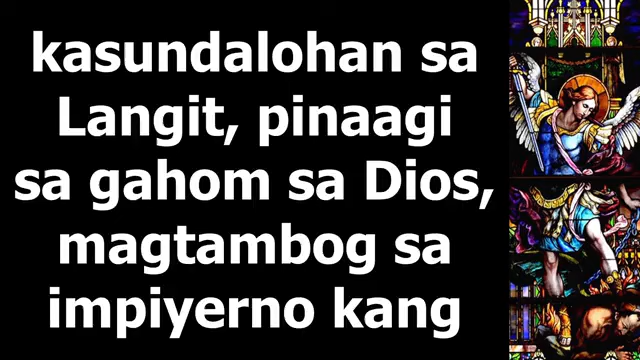 kasundalohan sa
Langit, pinaagi
sa gahom sa Dios,
magtambog sa
impiyerno kang